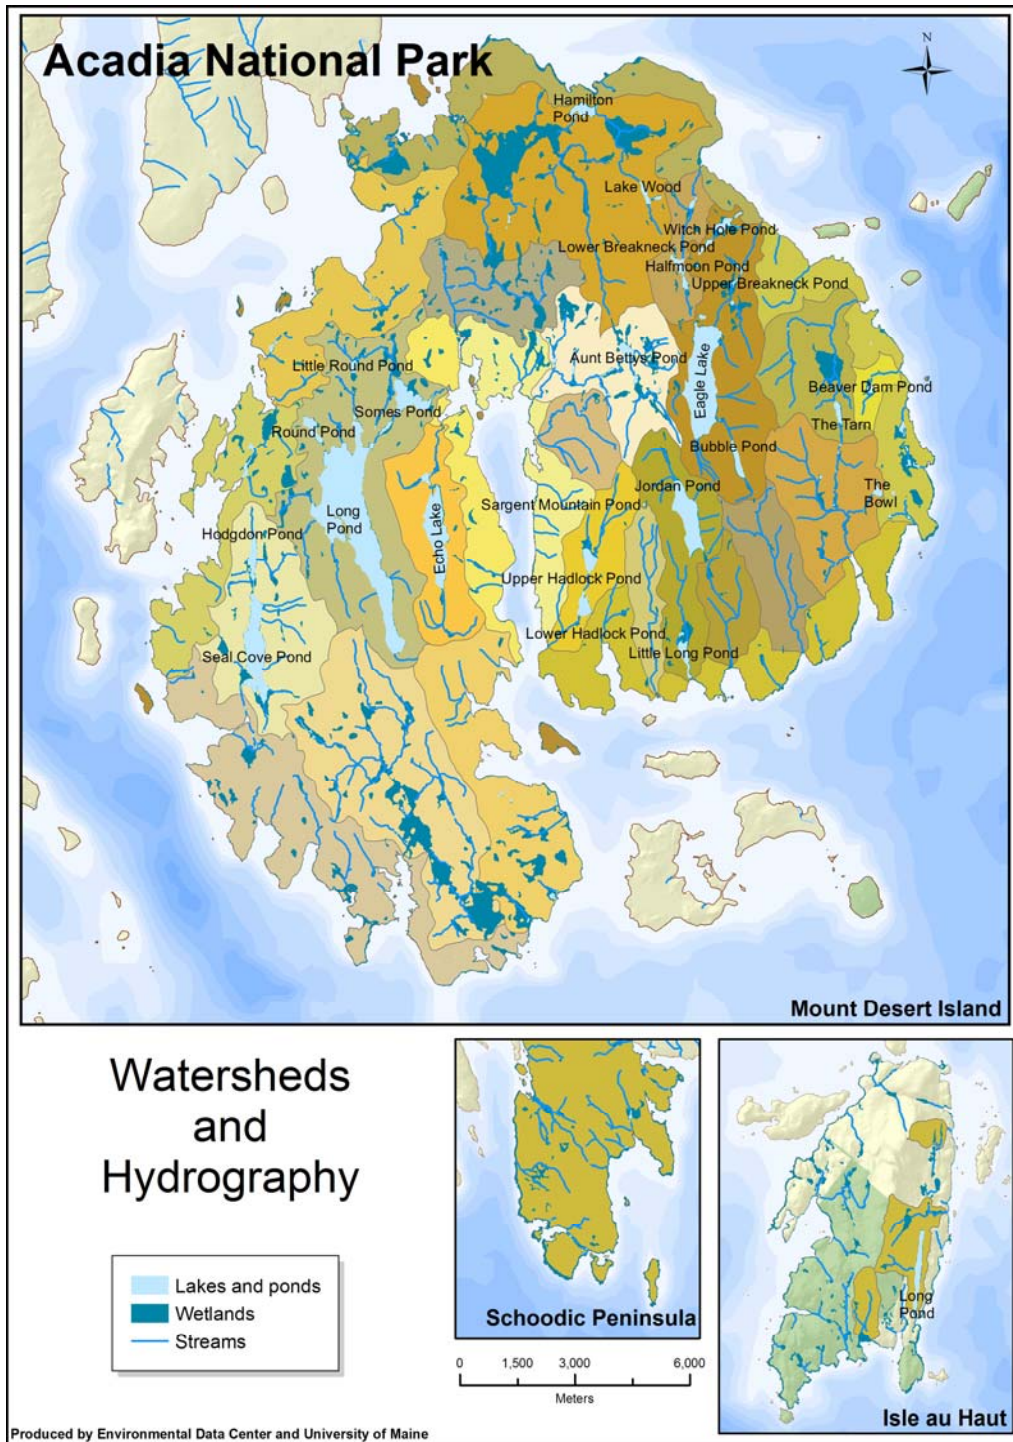 Acadia National Park
N
Hamilton
Pond
Lake Wood
Witch Hole Pond
Lower Breakneck Pond
Halfmoon Pond
Upper Breakneck Pond
Aunt Bettys Pond
Eagle Lake
Little Round Pond
Beaver Dam Pond
Somes Pond
The Tarn
Round Pond
Bubble Pond
Jordan Pond
The
Bowl
Sargent Mountain Pond
Long
Pond
Echo Lake
Hodgdon Pond
Upper Hadlock Pond
Lower Hadlock Pond
Little Long Pond
Seal Cove Pond
Mount Desert Island
Watersheds
and
Hydrography
Lakes and ponds
Wetlands
Streams
Schoodic Peninsula
0 1,500 3,000 6,000
Meters
Long
Pond
Isle au Haut
Produced by Environmental Data Center and University of Maine